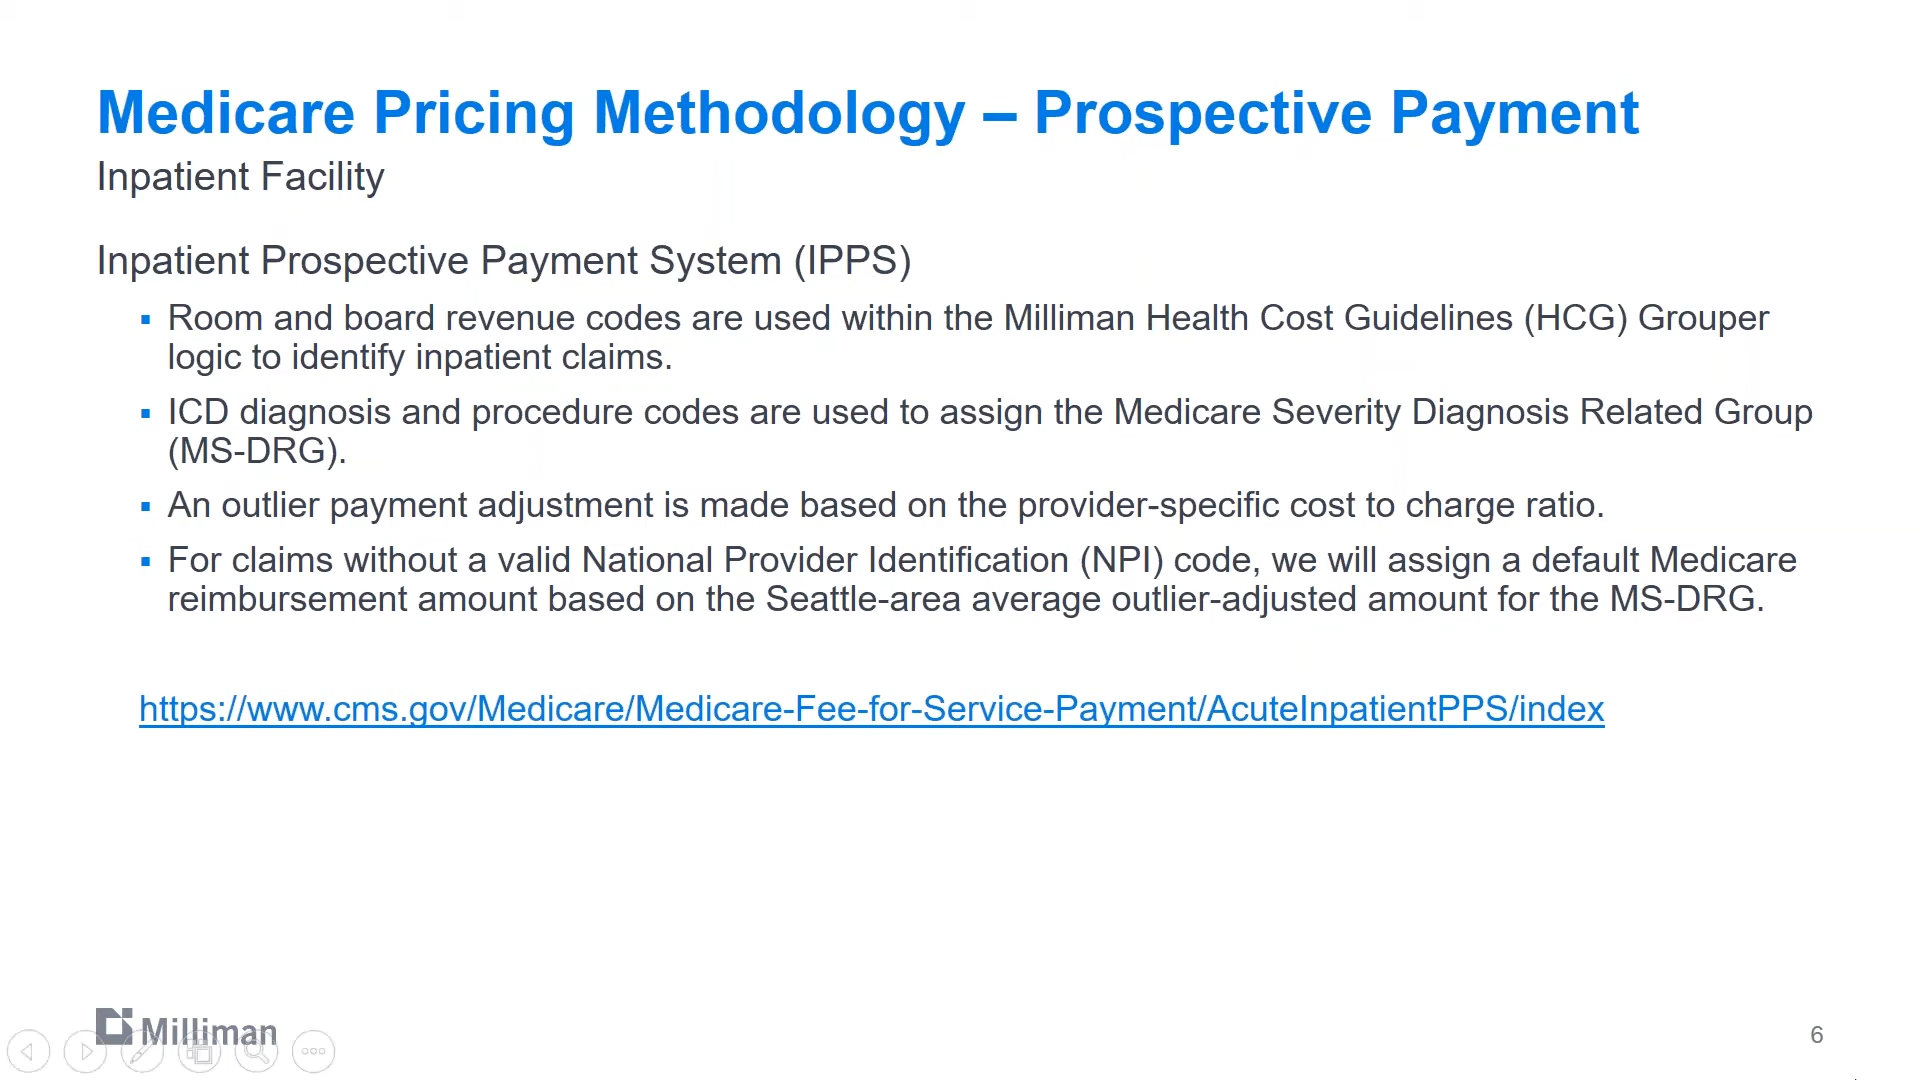 Medicare Pricing Methodology – Prospective Payment
Inpatient Facility
Inpatient Prospective Payment System (IPPS)
▪ Room and board revenue codes are used within the Milliman Health Cost Guidelines (HCG) Grouper
logic to identify inpatient claims.
▪ ICD diagnosis and procedure codes are used to assign the Medicare Severity Diagnosis Related Group
(MS-DRG).
▪ An outlier payment adjustment is made based on the provider-specific cost to charge ratio.
▪ For claims without a valid National Provider Identification (NPI) code, we will assign a default Medicare
reimbursement amount based on the Seattle-area average outlier-adjusted amount for the MS-DRG.
https://www.cms.gov/Medicare/Medicare-Fee-for-Service-Payment/AcuteInpatientPPS/index
Milliman
6